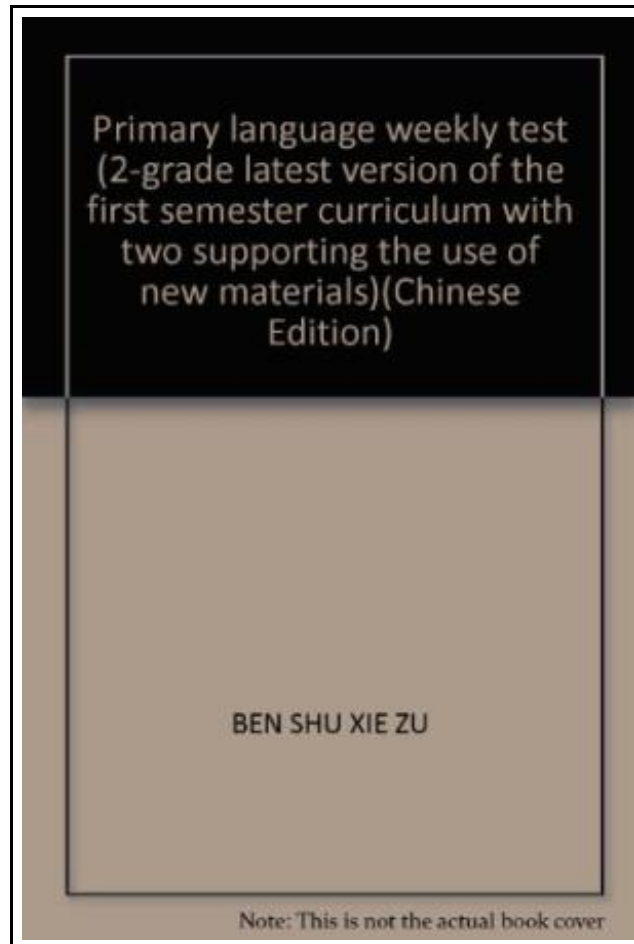 Primary language weekly test
(2-grade latest version of the
first semester curriculum with
two supporting the use of
new materials)(Chinese
Edition)
BEN SHU XIE ZU
Note: This is not the actual book cover